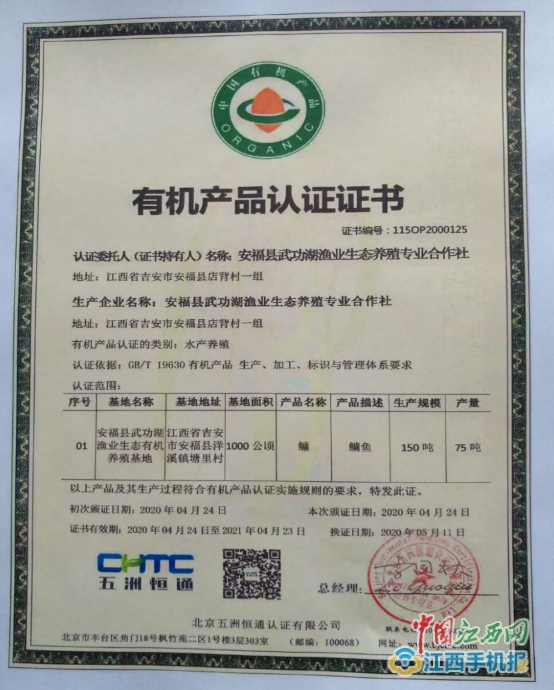 中国有机产品
ORGANIC
有机产品认证证书
证书编号：115OP2000125
认证委托人（证书持有人）名称：安福县武功湖渔业生态养殖专业合作社
地址：江西省吉安市安福县店背村一组
生产企业名称：安福县武功湖渔业生态养殖专业合作社
地址：江西省吉安市安福县店背村一组
有机产品认证的类别：水产养殖
认证依据：GB/T 19630 有机产品 生产、加工、标识与管理体系要求
认证范围：
序号 基地名称 基地地址 基地面积 产品名称 产品描述 生产规模 产量
01 安福县武功湖渔业生态有机养殖基地 江西省吉安市安福县洋溪镇塘里村 1000 公顷 鳙 鳙鱼 150 吨 75 吨
以上产品及其生产过程符合有机产品认证实施规则的要求，特发此证。
初次颁证日期：2020 年 04 月 24 日 本次颁证日期：2020 年 04 月 24 日
证书有效期：2020 年 04 月 24 日至 2021 年 04 月 23 日 换证日期：2020 年 05 月 11 日
CHTC
五洲恒通
总经理：
北京五洲恒通认证有限公司
北京市丰台区角门18号枫竹苑二区1号楼3层303室 （邮编：100068） 网址：www.
联系电话
中国江西网
江西手机报